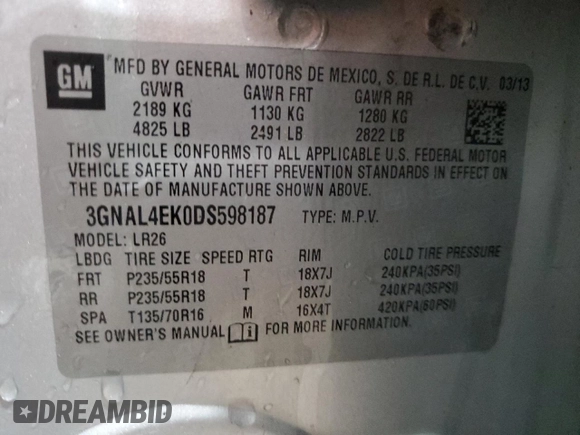 GM
MFD BY GENERAL MOTORS DE MEXICO, S. DE R.L. DE C.V. 03/13
GVWR GAWR FRT GAWR RR
2189 KG 1130 KG 1280 KG
4825 LB 2491 LB 2822 LB
THIS VEHICLE CONFORMS TO ALL APPLICABLE U.S. FEDERAL MOTOR
VEHICLE SAFETY AND THEFT PREVENTION STANDARDS IN EFFECT ON
THE DATE OF MANUFACTURE SHOWN ABOVE.
3GNAL4EK0DS598187 TYPE: M.P.V.
MODEL: LR26
LBDG TIRE SIZE SPEED RTG RIM COLD TIRE PRESSURE
FRT P235/55R18 T 18X7J 240KPA(35PSI)
RR P235/55R18 T 18X7J 240KPA(35PSI)
SPA T135/70R16 M 16X4T 420KPA(60PSI)
SEE OWNER'S MANUAL FOR MORE INFORMATION.
DREAMBID